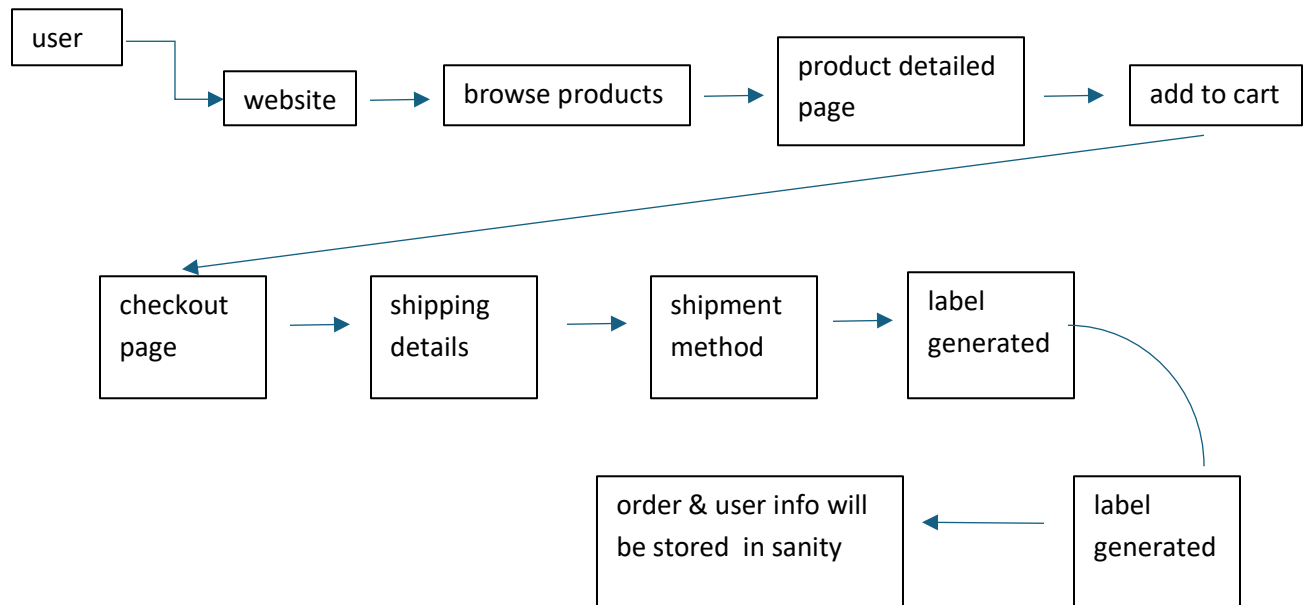 user
website
browse products
product detailed
page
add to cart
checkout
page
shipping
details
shipment
method
label
generated
order & user info will
be stored  in sanity
label
generated